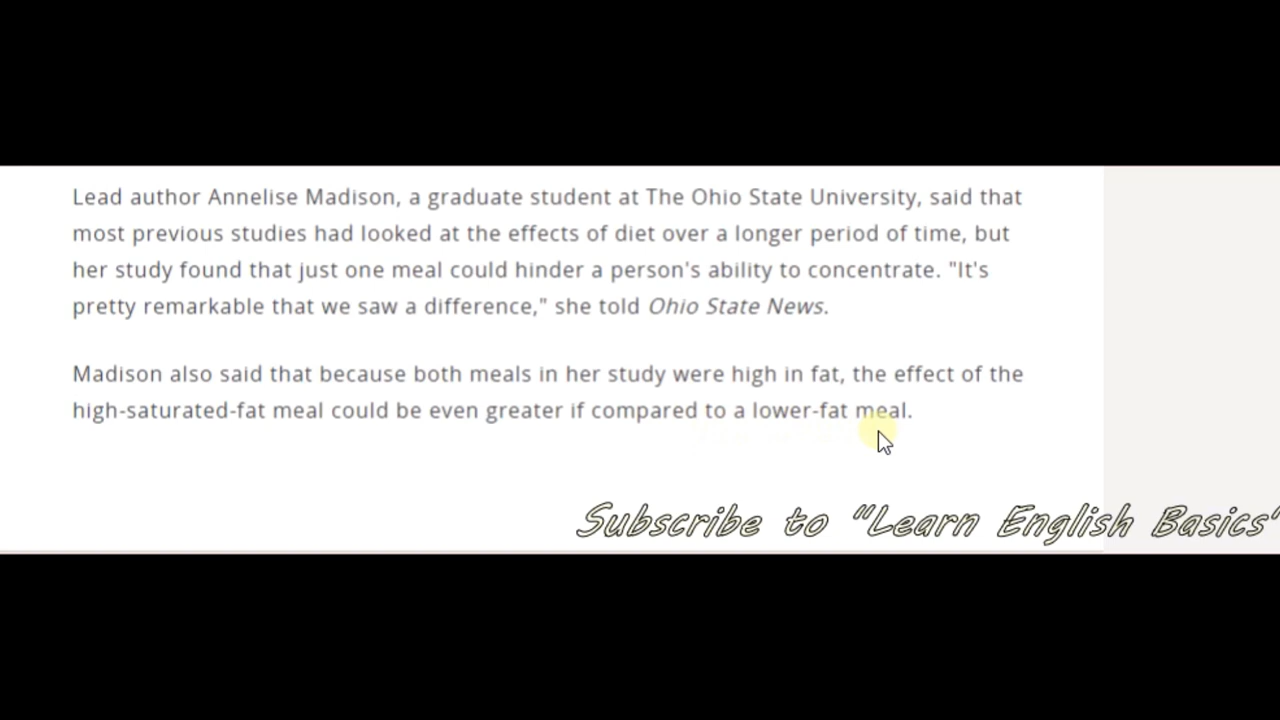 Lead author Annelise Madison, a graduate student at The Ohio State University, said that
most previous studies had looked at the effects of diet over a longer period of time, but
her study found that just one meal could hinder a person's ability to concentrate. "It's
pretty remarkable that we saw a difference," she told Ohio State News.
Madison also said that because both meals in her study were high in fat, the effect of the
high-saturated-fat meal could be even greater if compared to a lower-fat meal.
Subscribe to "Learn English Basics"